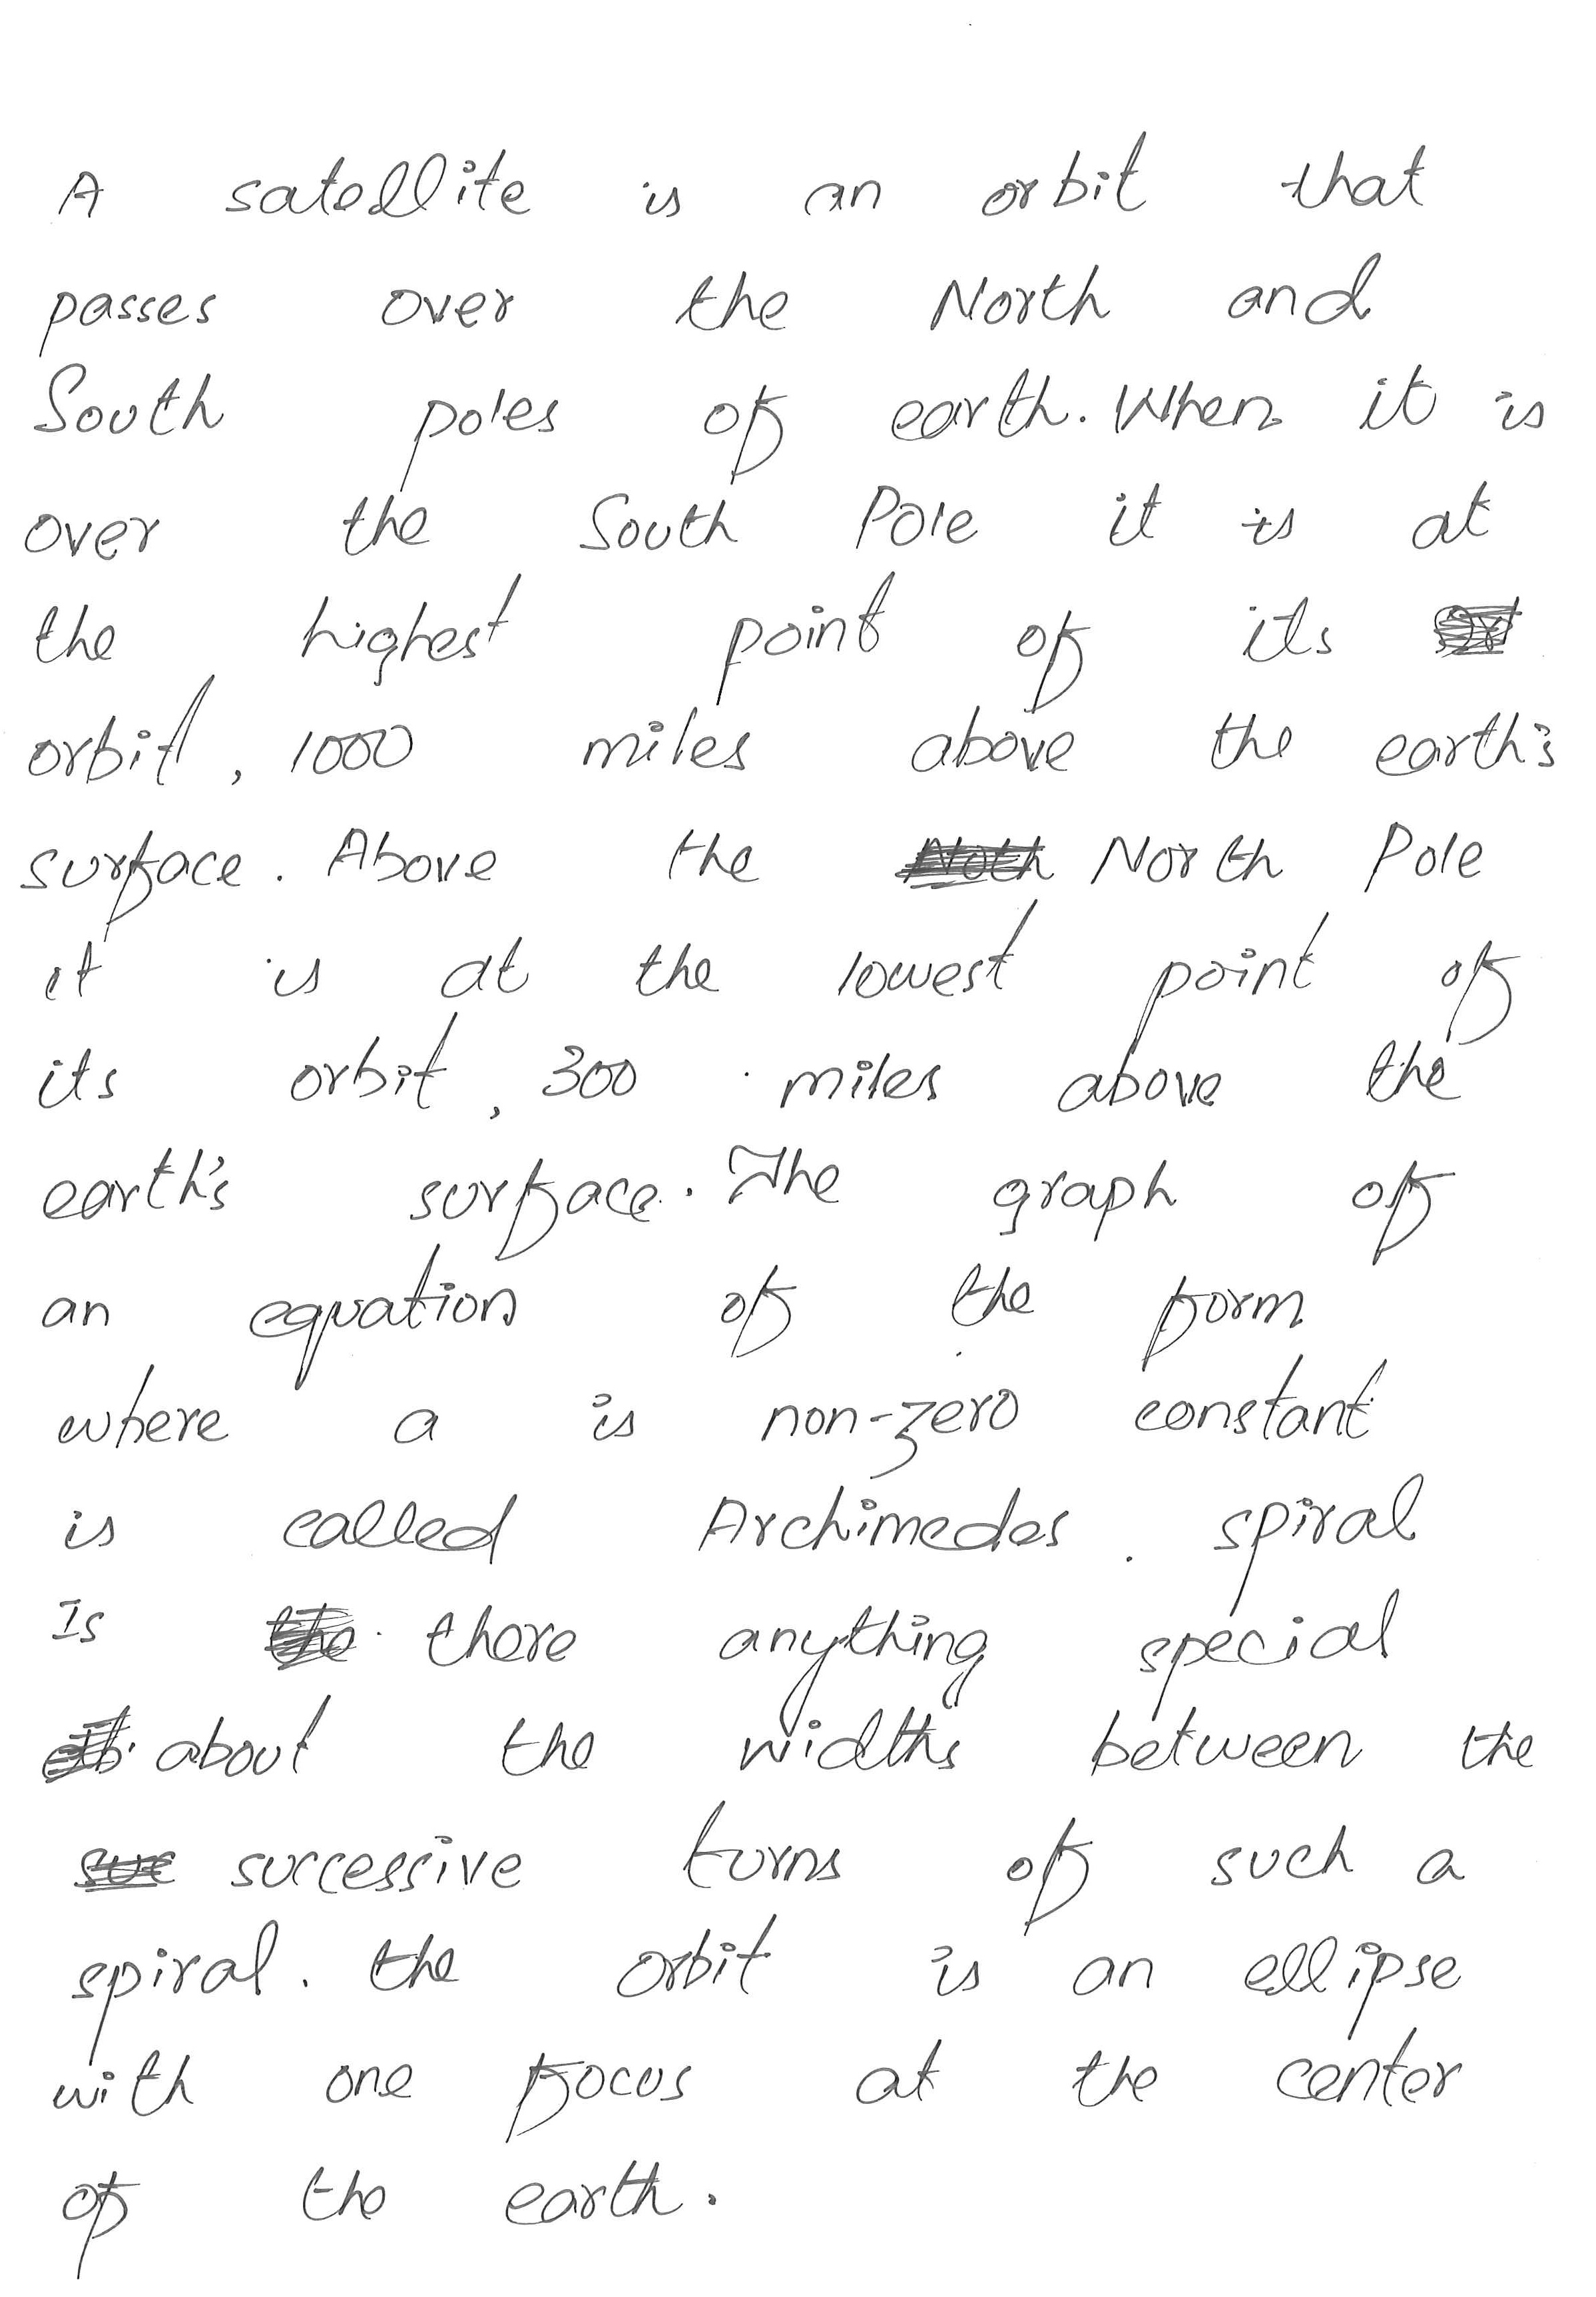 A satellite is an orbit that
passes over the North and
South poles of earth. When it is
over the South Pole it is at
the highest point of its
orbit, 1000 miles above the earth's
surface. Above the North Pole
it is at the lowest point of
its orbit, 300 miles above the
earth's surface. The graph of
an equation of the form
where a is non-zero constant
is called Archimedes. spiral
Is there anything special
about the widths between the
successive turns of such a
spiral. the orbit is an ellipse
with one focus at the center
of the earth.